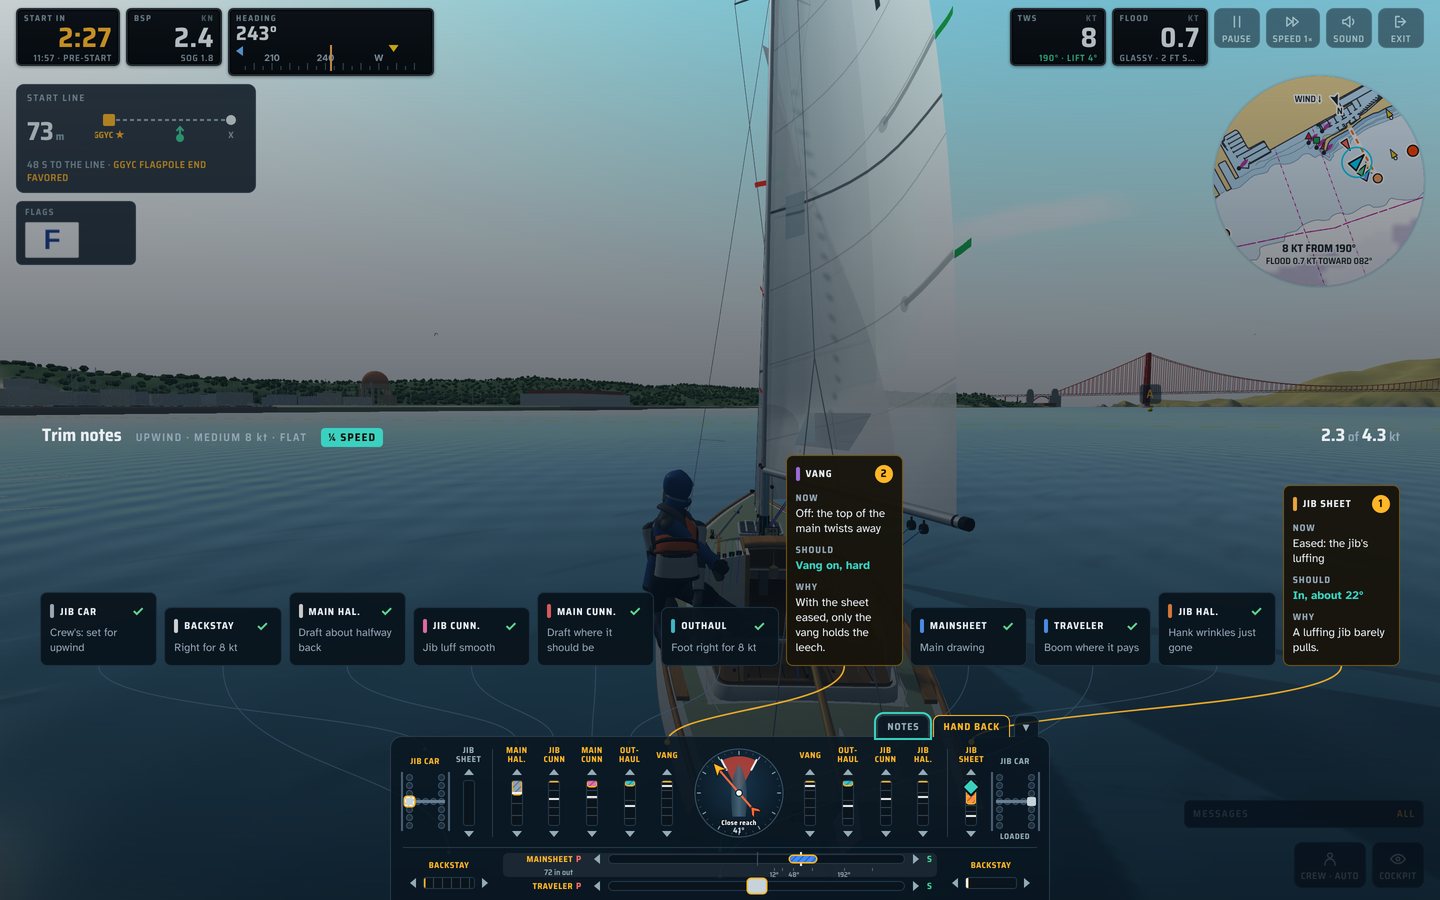 START IN
2:27
11:57 · PRE-START
BSP KN
2.4
SOG 1.8
HEADING
243°
210 240 W
TWS KT
8
190° · LIFT 4°
FLOOD KT
0.7
GLASSY · 2 FT S...
PAUSE
SPEED 1×
SOUND
EXIT
START LINE
73 m
GGYC ★ X
48 S TO THE LINE · GGYC FLAGPOLE END
FAVORED
FLAGS
F
WIND
N
8 KT FROM 190°
FLOOD 0.7 KT TOWARD 082°
A
Trim notes UPWIND · MEDIUM 8 kt · FLAT ¼ SPEED
2.3 of 4.3 kt
JIB CAR
Crew's: set for
upwind
BACKSTAY
Right for 8 kt
MAIN HAL.
Draft about halfway
back
JIB CUNN.
Jib luff smooth
MAIN CUNN.
Draft where it
should be
OUTHAUL
Foot right for 8 kt
VANG 2
NOW
Off: the top of the
main twists away
SHOULD
Vang on, hard
WHY
With the sheet
eased, only the
vang holds the
leech.
MAINSHEET
Main drawing
TRAVELER
Boom where it pays
JIB HAL.
Hank wrinkles just
gone
JIB SHEET 1
NOW
Eased: the jib's
luffing
SHOULD
In, about 22°
WHY
A luffing jib barely
pulls.
NOTES
HAND BACK
JIB CAR
JIB
SHEET
MAIN
HAL.
JIB
CUNN
MAIN
CUNN
OUT-
HAUL
VANG
Close reach
41°
VANG
OUT-
HAUL
JIB
CUNN
JIB
HAL.
JIB
SHEET
JIB CAR
LOADED
BACKSTAY
MAINSHEET P S
72 in out
12° 48° 192°
TRAVELER P S
BACKSTAY
MESSAGES ALL
CREW · AUTO
COCKPIT